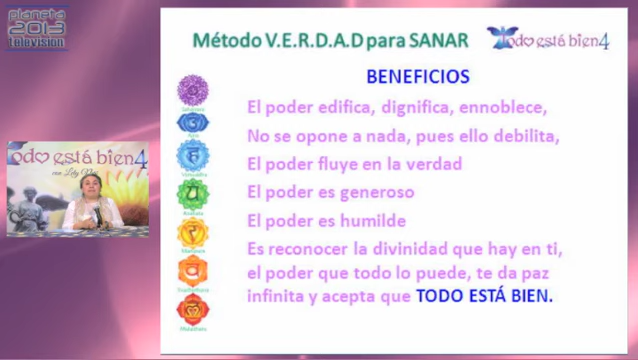 planeta
2013
televisión
Método V.E.R.D.A.D para SANAR
Todo está bien4
BENEFICIOS
El poder edifica, dignifica, ennoblece,
No se opone a nada, pues ello debilita,
El poder fluye en la verdad
El poder es generoso
El poder es humilde
Es reconocer la divinidad que hay en ti,
el poder que todo lo puede, te da paz
infinita y acepta que TODO ESTÁ BIEN.
odo está bien4